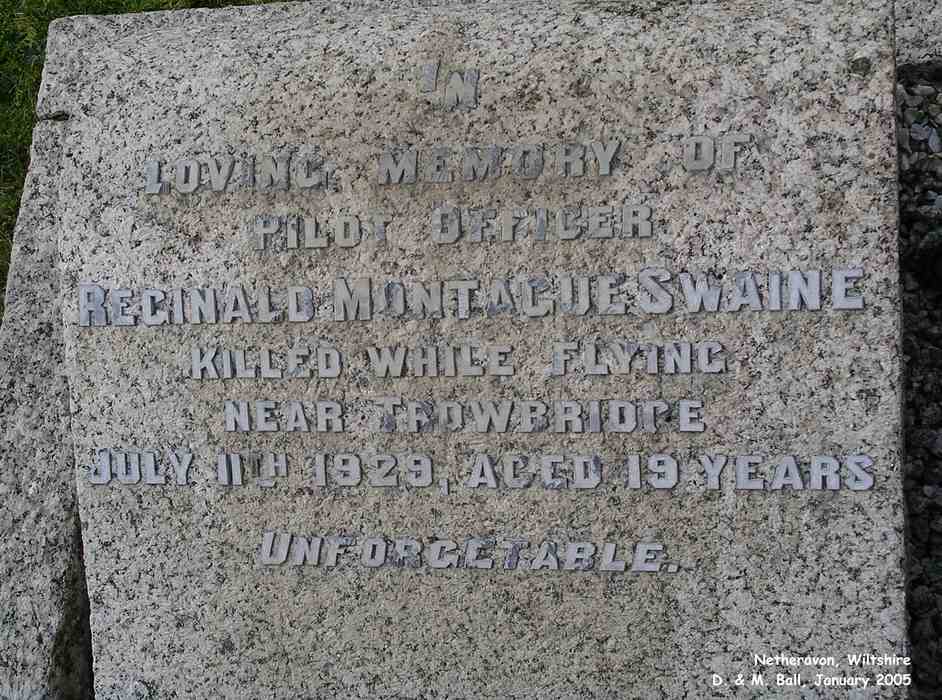 IN
LOVING MEMORY OF
PILOT OFFICER
REGINALD MONTAGUE SWAINE
KILLED WHILE FLYING
NEAR TROWBRIDGE
JULY 11TH 1929, AGED 19 YEARS
UNFORGETABLE.
Netheravon, Wiltshire
D. & M. Ball, January 2005